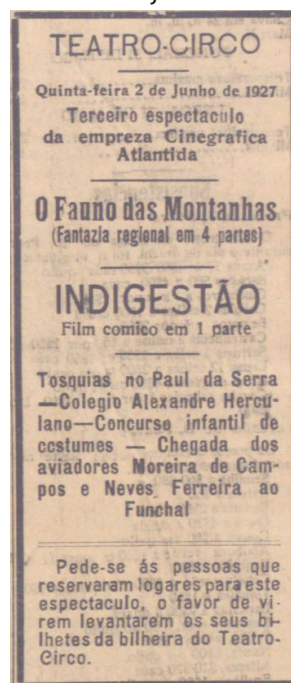 TEATRO-CIRCO
Quinta-feira 2 de Junho de 1927
Terceiro espectaculo
da empreza Cinegrafica
Atlantida
O Fauno das Montanhas
(Fantazia regional em 4 partes)
INDIGESTÃO
Film comico em 1 parte
Tosquias no Paul da Serra
—Colegio Alexandre Hercu-
lano—Concurso infantil de
costumes — Chegada dos
aviadores Moreira de Cam-
pos e Neves Ferreira ao
Funchal
Pede-se ás pessoas que
reservaram logares para este
espectaculo, o favor de vi-
rem levantarem os seus bi-
lhetes da bilheira do Teatro-
Circo.